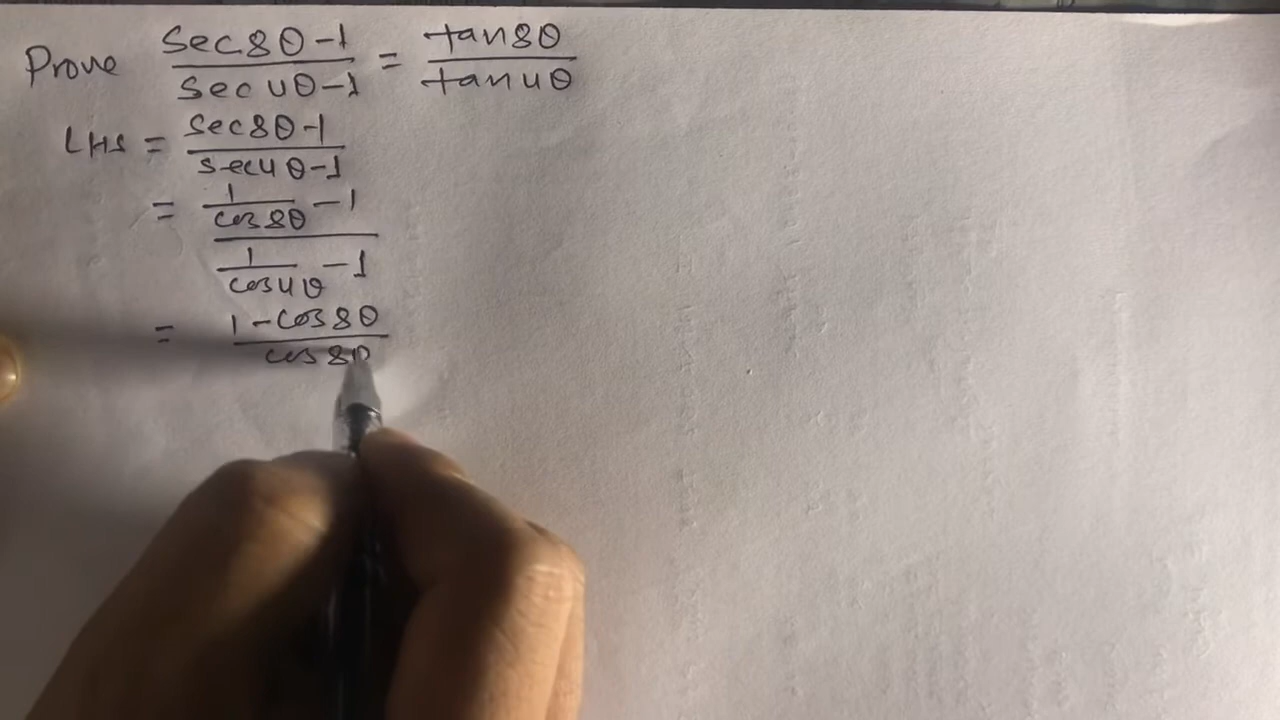 Prove sec8θ-1/sec4θ-1 = tan8θ/tan4θ
LHS = sec8θ-1/sec4θ-1
= 1/cos8θ -1 / 1/cos4θ -1
= 1-cos8θ/cos8θ